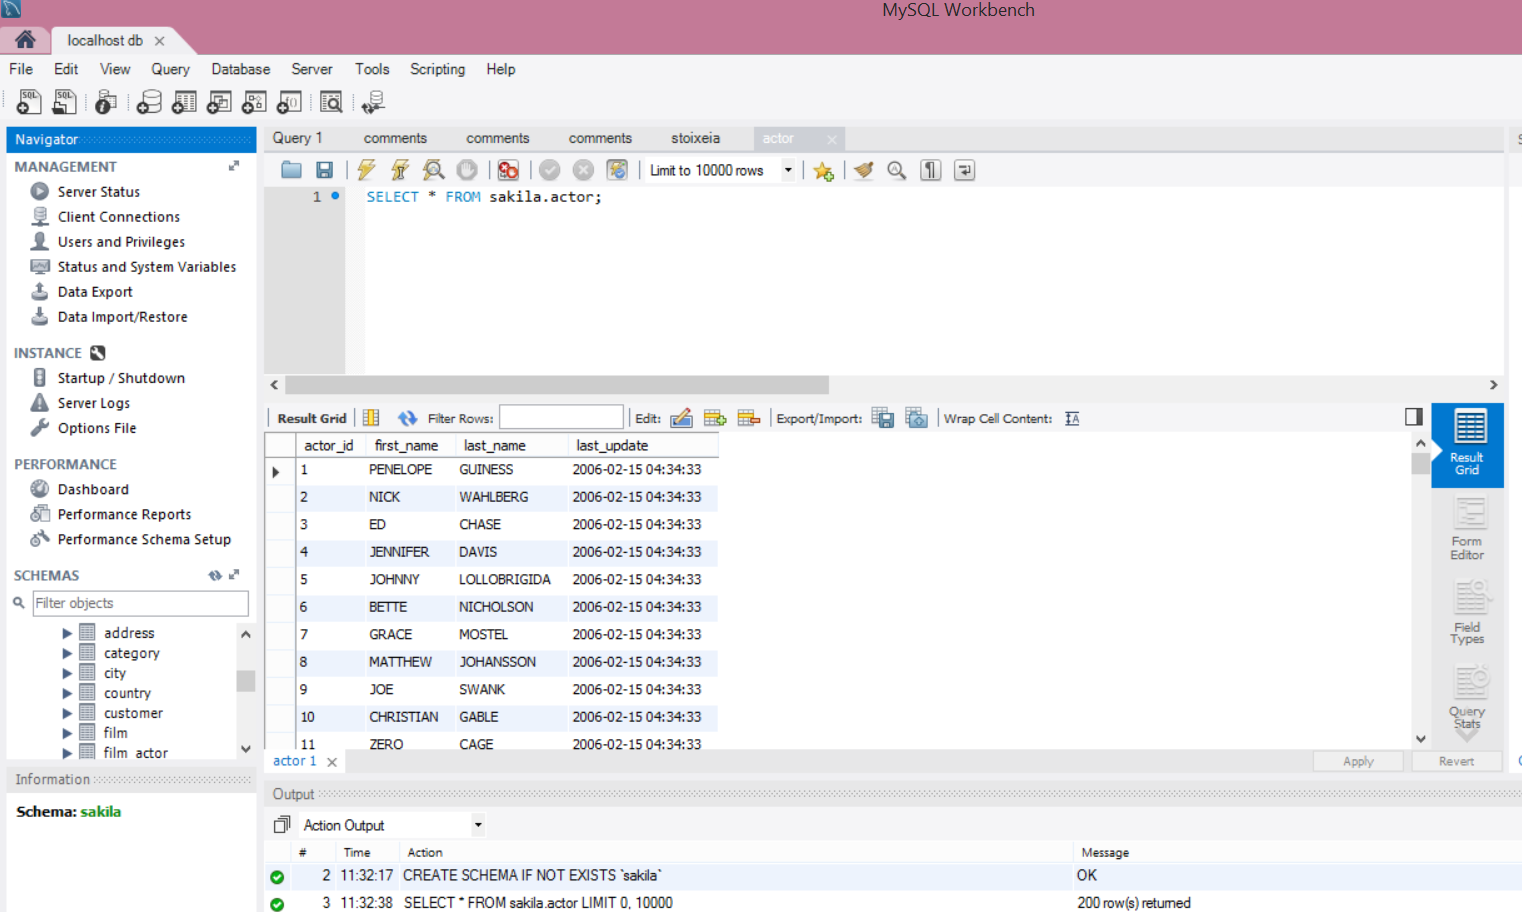 MySQL Workbench
localhost db
File Edit View Query Database Server Tools Scripting Help
Navigator
MANAGEMENT
Server Status
Client Connections
Users and Privileges
Status and System Variables
Data Export
Data Import/Restore
INSTANCE
Startup / Shutdown
Server Logs
Options File
PERFORMANCE
Dashboard
Performance Reports
Performance Schema Setup
SCHEMAS
Filter objects
address
category
city
country
customer
film
film_actor
Information
Schema: sakila
Query 1 comments comments comments stoixeia actor
Limit to 10000 rows
1 SELECT * FROM sakila.actor;
Result Grid Filter Rows: Edit: Export/Import: Wrap Cell Content:
actor_id first_name last_name last_update
1 PENELOPE GUINESS 2006-02-15 04:34:33
2 NICK WAHLBERG 2006-02-15 04:34:33
3 ED CHASE 2006-02-15 04:34:33
4 JENNIFER DAVIS 2006-02-15 04:34:33
5 JOHNNY LOLLOBRIGIDA 2006-02-15 04:34:33
6 BETTE NICHOLSON 2006-02-15 04:34:33
7 GRACE MOSTEL 2006-02-15 04:34:33
8 MATTHEW JOHANSSON 2006-02-15 04:34:33
9 JOE SWANK 2006-02-15 04:34:33
10 CHRISTIAN GABLE 2006-02-15 04:34:33
11 ZERO CAGE 2006-02-15 04:34:33
Result
Grid
Form
Editor
Field
Types
Query
Stats
actor 1
Apply Revert
Output
Action Output
# Time Action Message
2 11:32:17 CREATE SCHEMA IF NOT EXISTS `sakila` OK
3 11:32:38 SELECT * FROM sakila.actor LIMIT 0, 10000 200 row(s) returned